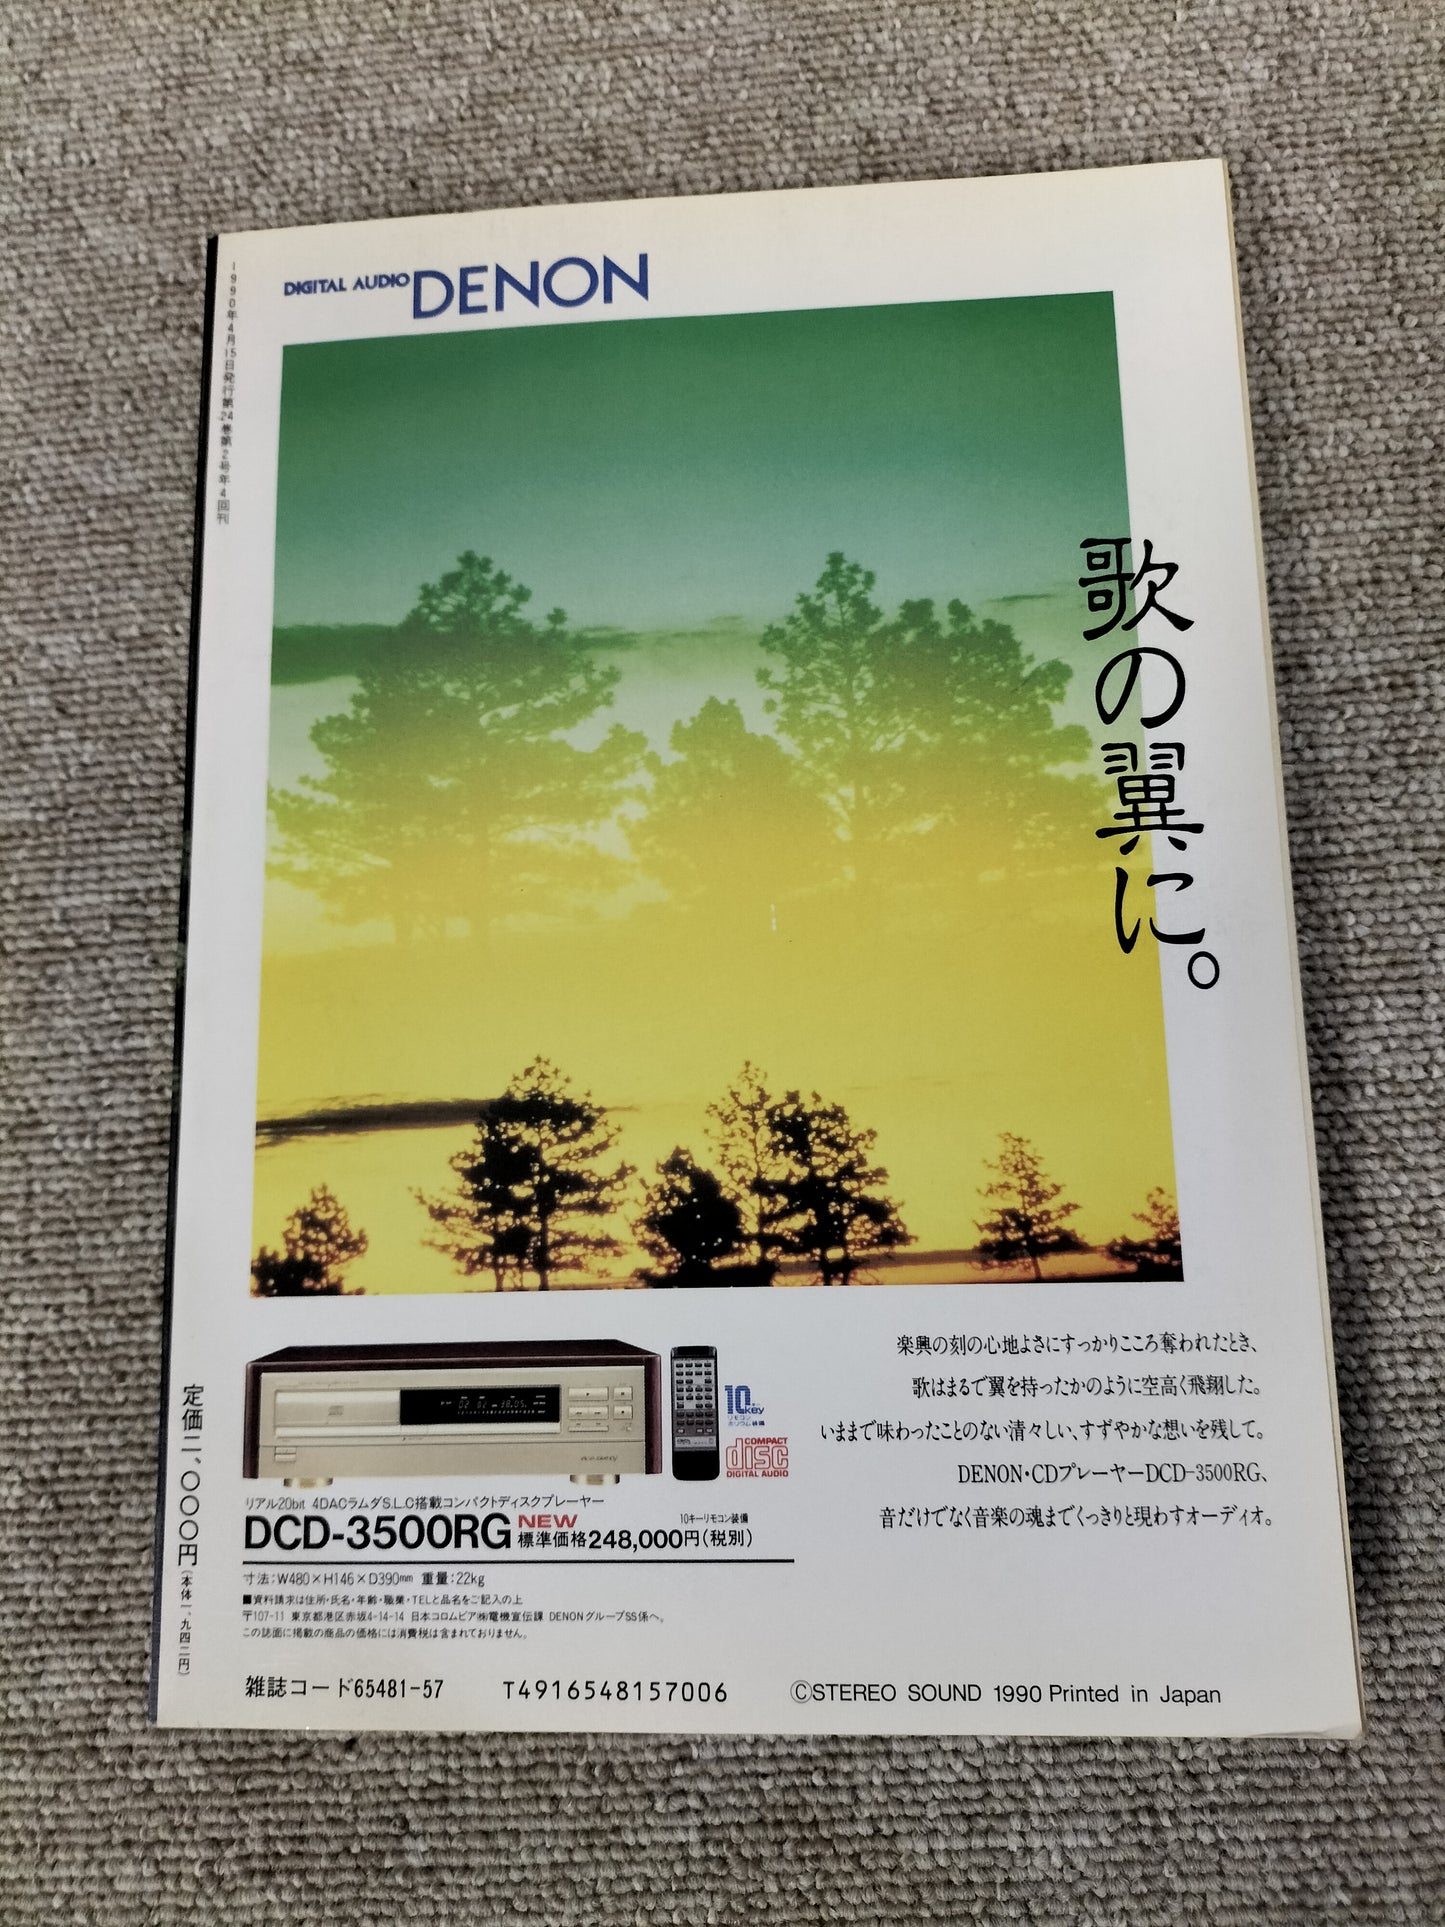 DIGITAL AUDIO DENON
1990年4月15日発行第24巻第2号年4回刊
歌の翼に。
楽興の刻の心地よさにすっかりこころ奪われたとき、
歌はまるで翼を持ったかのように空高く飛翔した。
いままで味わったことのない清々しい、すずやかな想いを残して。
DENON・CDプレーヤーDCD-3500RG、
音だけでなく音楽の魂までくっきりと現わすオーディオ。
10key
リモコン
COMPACT
disc
DIGITAL AUDIO
リアル20bit 4DACラムダS.L.C搭載コンパクトディスクプレーヤー
DCD-3500RG NEW 10キーリモコン装備
標準価格248,000円(税別)
寸法:W480×H146×D390mm 重量:22kg
■資料請求は住所・氏名・年齢・職業・TELと品名をご記入の上
〒107-11 東京都港区赤坂4-14-14 日本コロムビア㈱電機宣伝課 DENONグループSS係へ。
この誌面に掲載の商品の価格には消費税は含まれておりません。
定価二、〇〇〇円(本体一、九四二円)
雑誌コード65481-57 T4916548157006 ©STEREO SOUND 1990 Printed in Japan